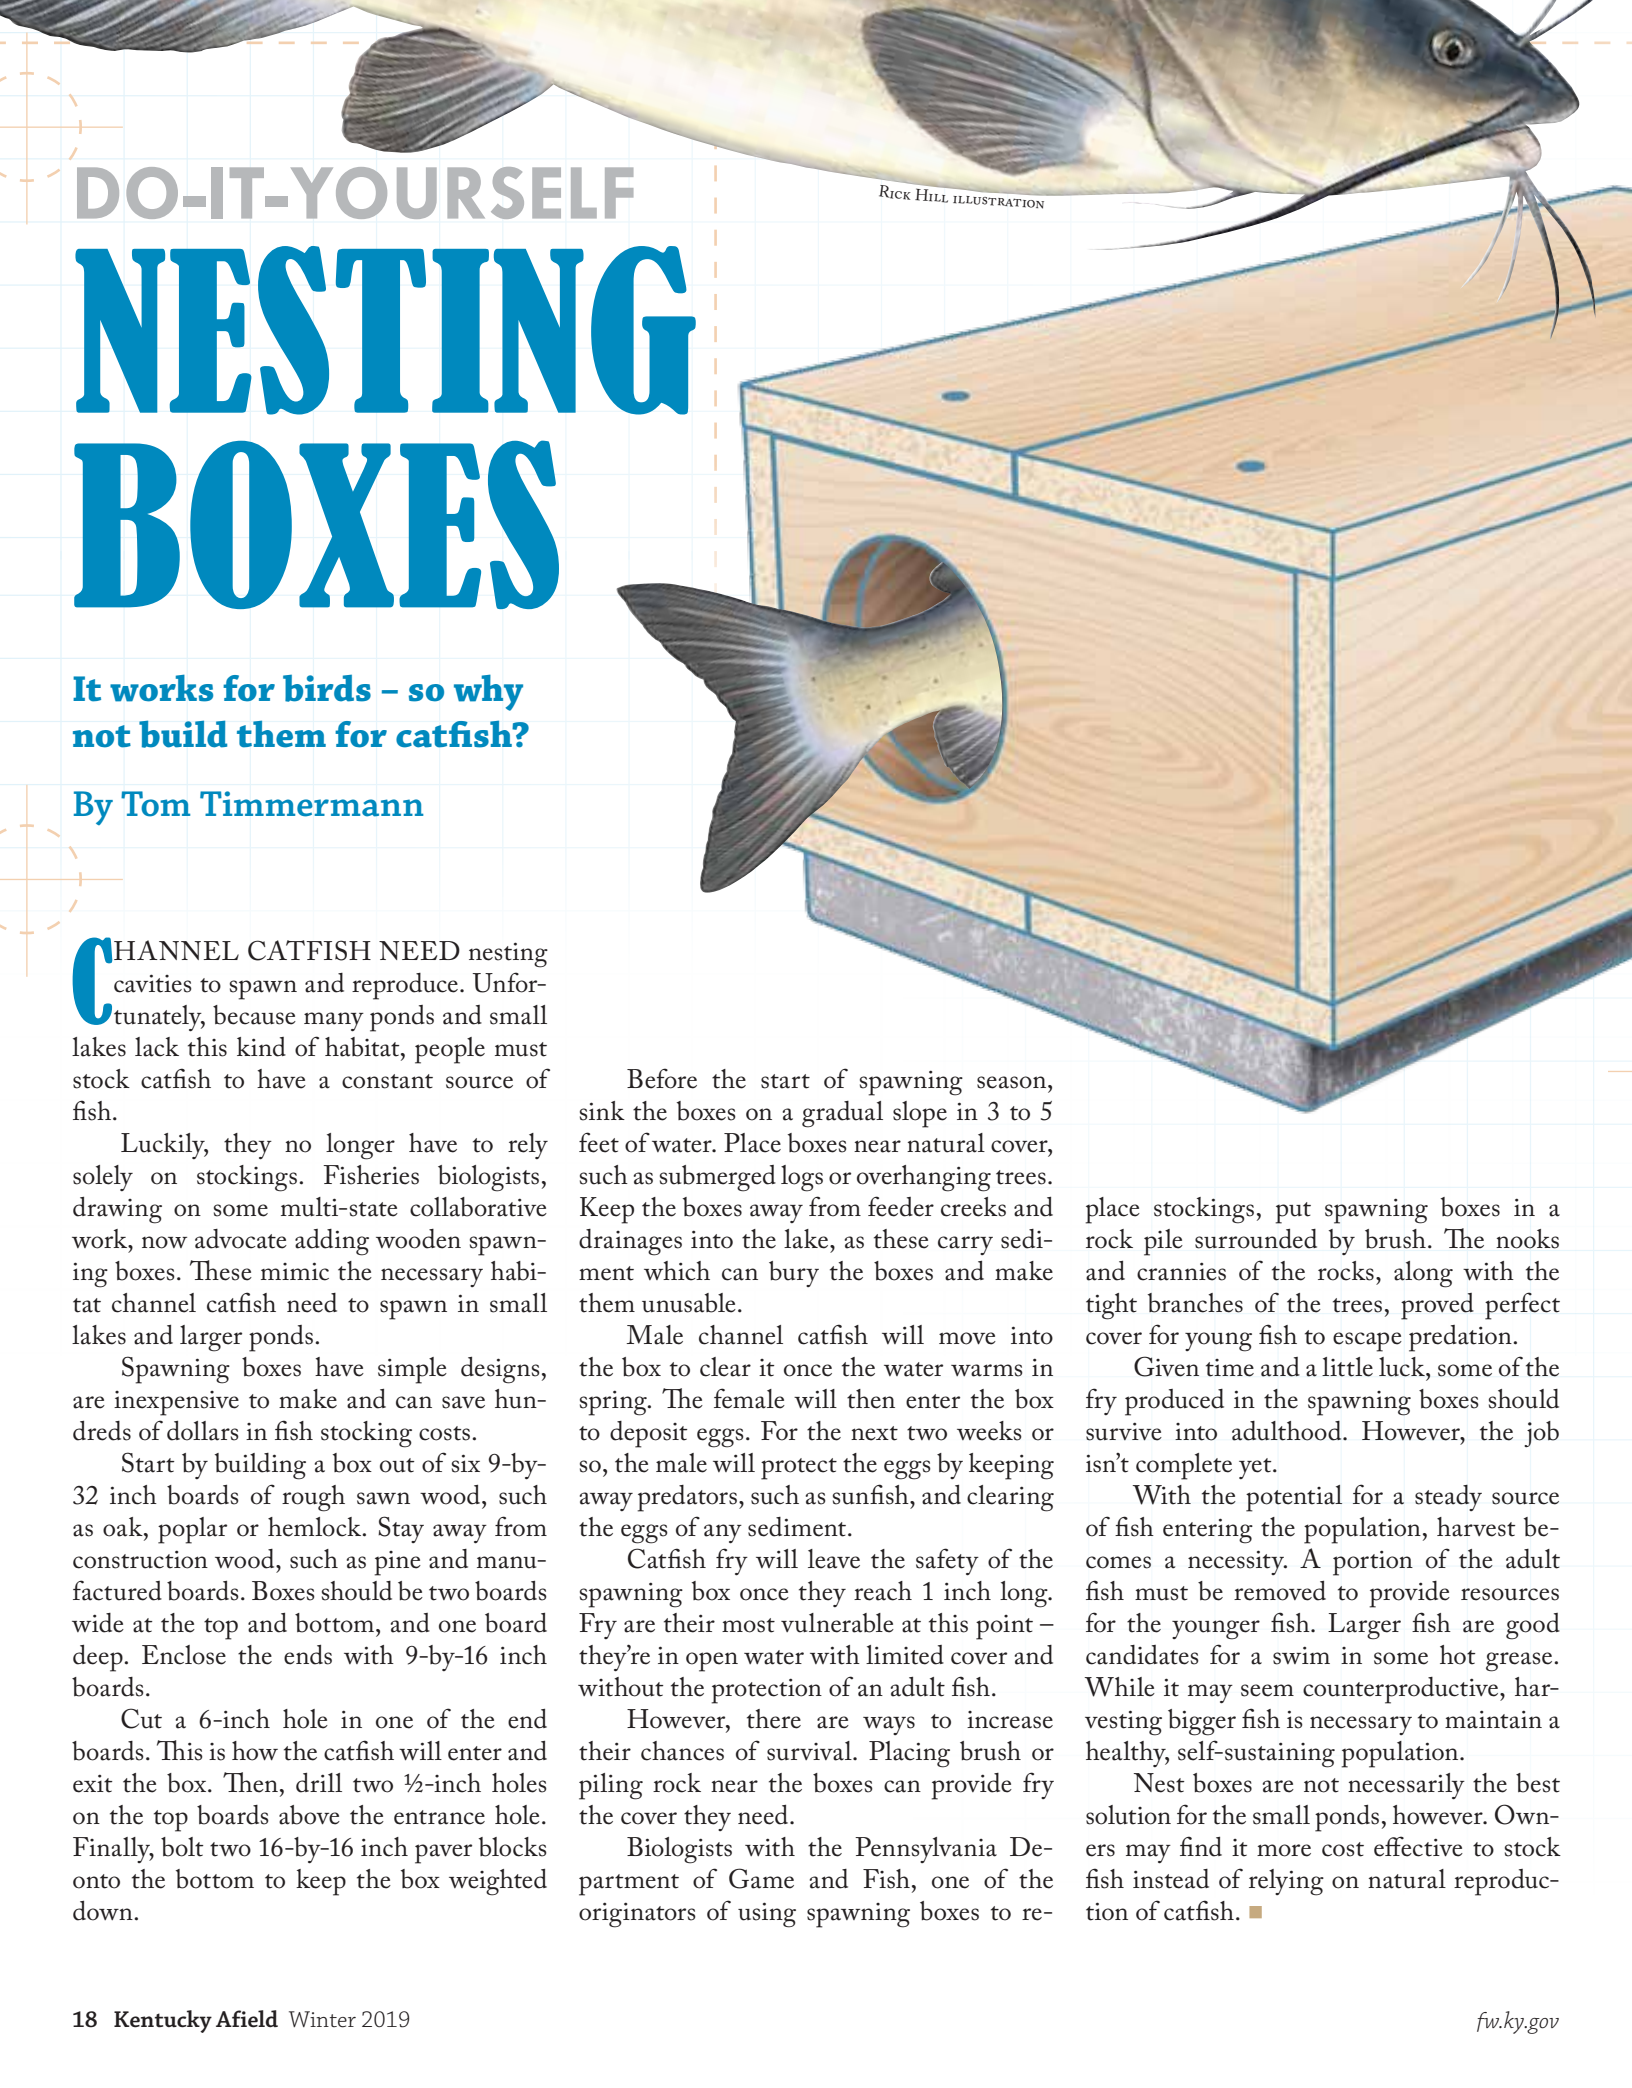 DO-IT-YOURSELF
NESTING
BOXES
It works for birds – so why
not build them for catfish?
By Tom Timmermann
RICK HILL ILLUSTRATION
CHANNEL CATFISH NEED nesting
cavities to spawn and reproduce. Unfor-
tunately, because many ponds and small
lakes lack this kind of habitat, people must
stock catfish to have a constant source of
fish.
Luckily, they no longer have to rely
solely on stockings. Fisheries biologists,
drawing on some multi-state collaborative
work, now advocate adding wooden spawn-
ing boxes. These mimic the necessary habi-
tat channel catfish need to spawn in small
lakes and larger ponds.
Spawning boxes have simple designs,
are inexpensive to make and can save hun-
dreds of dollars in fish stocking costs.
Start by building a box out of six 9-by-
32 inch boards of rough sawn wood, such
as oak, poplar or hemlock. Stay away from
construction wood, such as pine and manu-
factured boards. Boxes should be two boards
wide at the top and bottom, and one board
deep. Enclose the ends with 9-by-16 inch
boards.
Cut a 6-inch hole in one of the end
boards. This is how the catfish will enter and
exit the box. Then, drill two ½-inch holes
on the top boards above the entrance hole.
Finally, bolt two 16-by-16 inch paver blocks
onto the bottom to keep the box weighted
down.
Before the start of spawning season,
sink the boxes on a gradual slope in 3 to 5
feet of water. Place boxes near natural cover,
such as submerged logs or overhanging trees.
Keep the boxes away from feeder creeks and
drainages into the lake, as these carry sedi-
ment which can bury the boxes and make
them unusable.
Male channel catfish will move into
the box to clear it once the water warms in
spring. The female will then enter the box
to deposit eggs. For the next two weeks or
so, the male will protect the eggs by keeping
away predators, such as sunfish, and clearing
the eggs of any sediment.
Catfish fry will leave the safety of the
spawning box once they reach 1 inch long.
Fry are their most vulnerable at this point –
they're in open water with limited cover and
without the protection of an adult fish.
However, there are ways to increase
their chances of survival. Placing brush or
piling rock near the boxes can provide fry
the cover they need.
Biologists with the Pennsylvania De-
partment of Game and Fish, one of the
originators of using spawning boxes to re-
place stockings, put spawning boxes in a
rock pile surrounded by brush. The nooks
and crannies of the rocks, along with the
tight branches of the trees, proved perfect
cover for young fish to escape predation.
Given time and a little luck, some of the
fry produced in the spawning boxes should
survive into adulthood. However, the job
isn't complete yet.
With the potential for a steady source
of fish entering the population, harvest be-
comes a necessity. A portion of the adult
fish must be removed to provide resources
for the younger fish. Larger fish are good
candidates for a swim in some hot grease.
While it may seem counterproductive, har-
vesting bigger fish is necessary to maintain a
healthy, self-sustaining population.
Nest boxes are not necessarily the best
solution for the small ponds, however. Own-
ers may find it more cost effective to stock
fish instead of relying on natural reproduc-
tion of catfish. ■
18 Kentucky Afield Winter 2019
fw.ky.gov